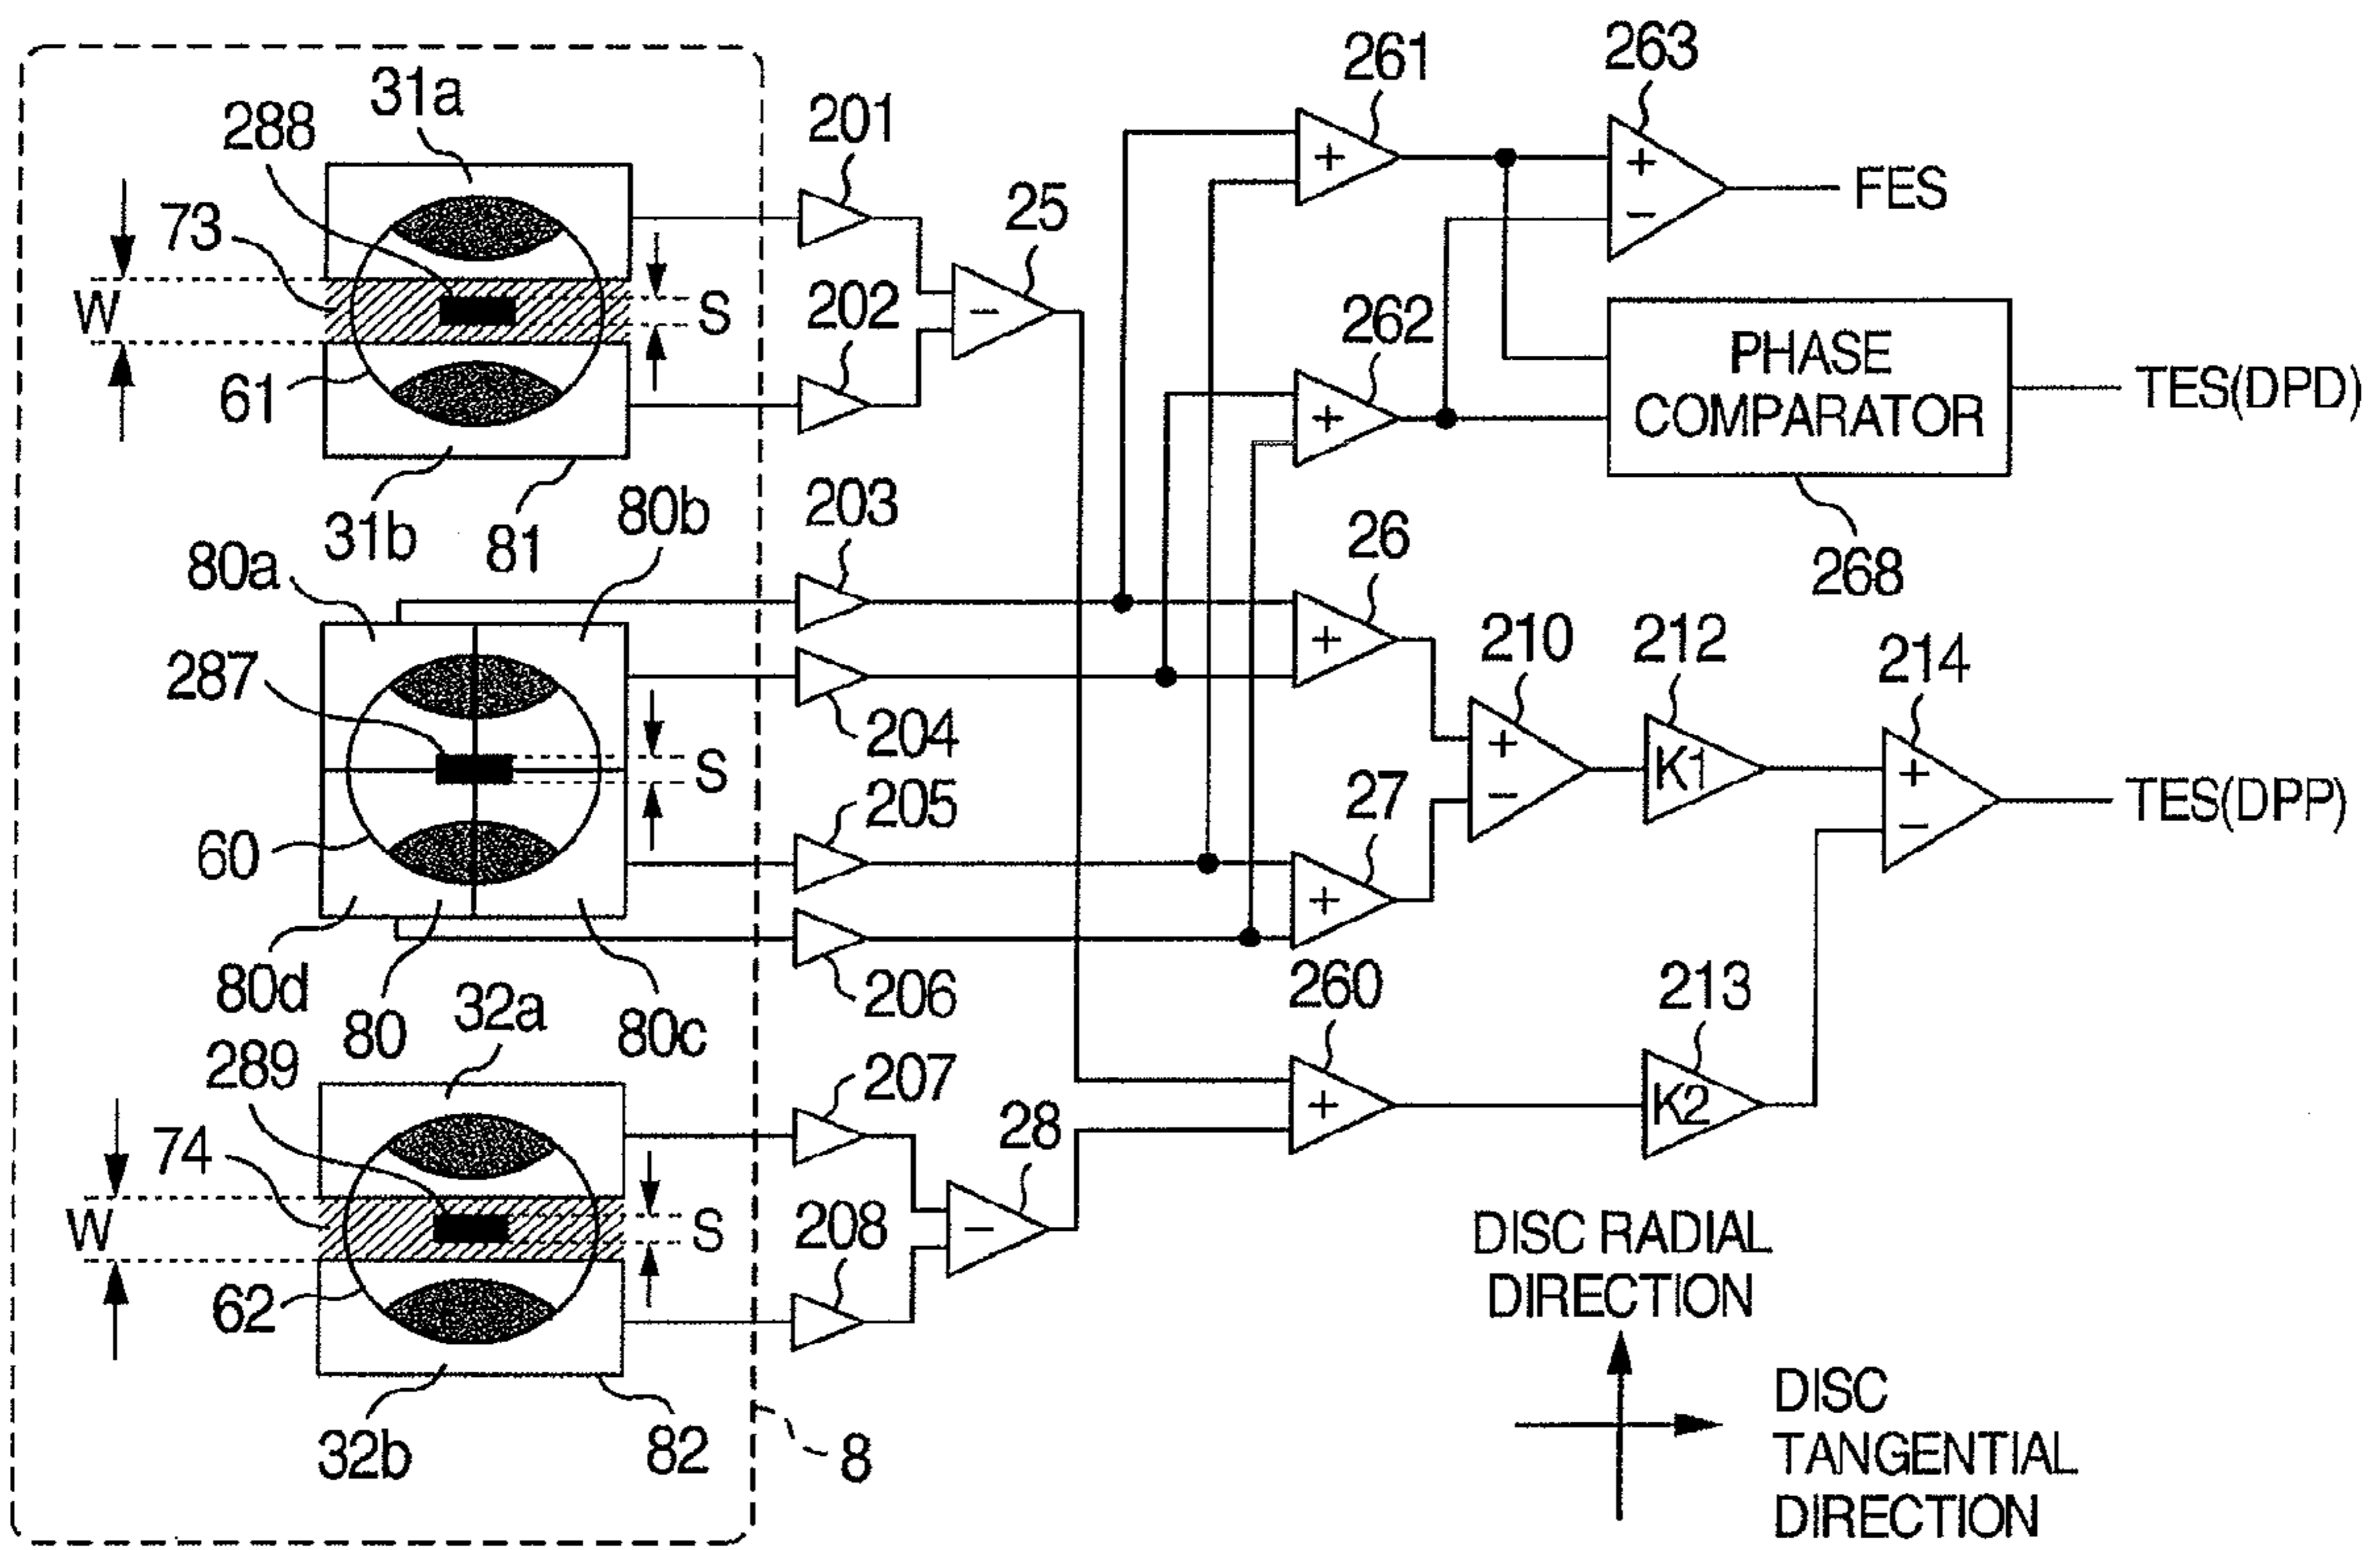 261
263
31a
288
201
25
FES
73
+
+
−
W
S
202
−
262
PHASE
COMPARATOR
TES(DPD)
61
+
31b
81
80b
203
26
268
80a
210
212
214
287
204
+
S
205
27
+
−
K1
+
−
TES(DPP)
60
+
80d
80
80c
32a
206
260
213
289
207
28
+
K2
74
W
S
208
−
62
DISC RADIAL
DIRECTION
32b
82
8
DISC
TANGENTIAL
DIRECTION